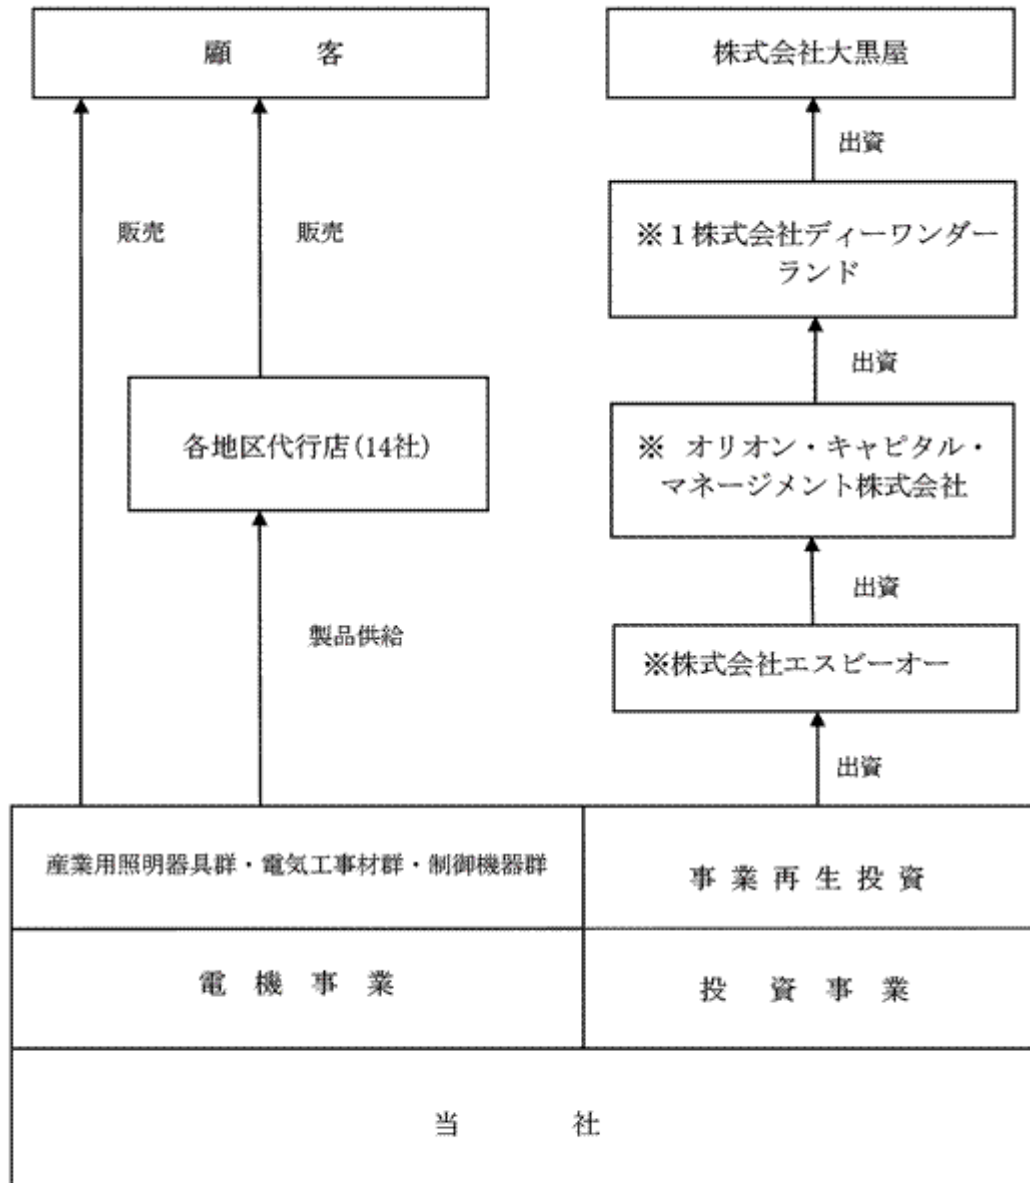 顧 客
株式会社大黒屋
出資
※１株式会社ディーワンダー
ランド
販売
販売
出資
各地区代行店(14社)
※ オリオン・キャピタル・
マネージメント株式会社
出資
製品供給
※株式会社エスビーオー
出資
産業用照明器具群・電気工事材群・制御機器群
事 業 再 生 投 資
電 機 事 業
投 資 事 業
当 社